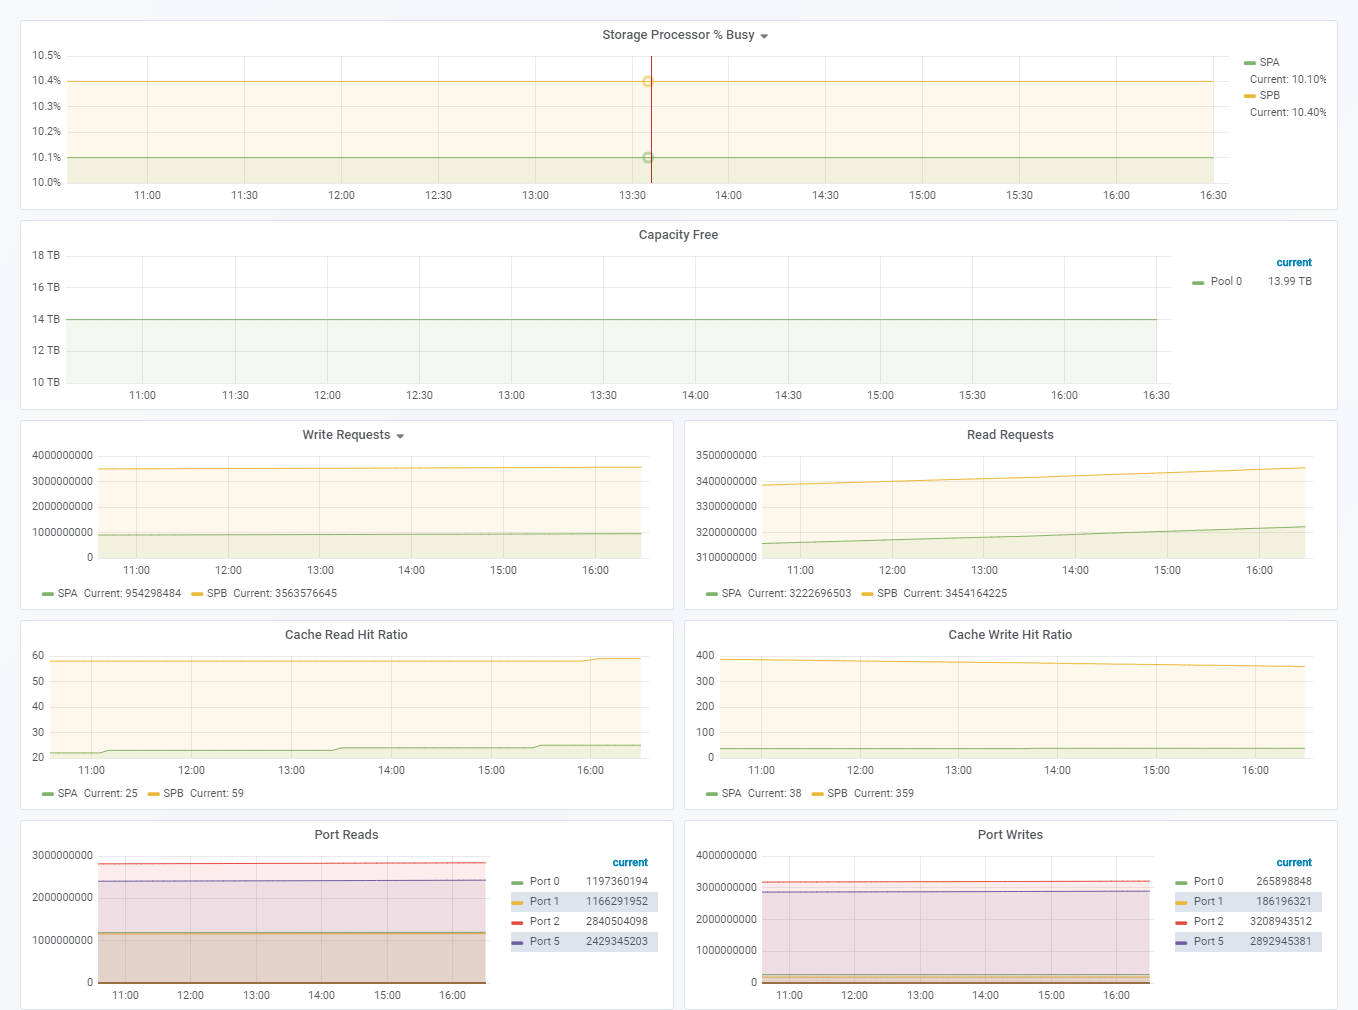 Storage Processor % Busy
10.5%
10.4%
10.3%
10.2%
10.1%
10.0%
11:00 11:30 12:00 12:30 13:00 13:30 14:00 14:30 15:00 15:30 16:00 16:30
SPA
Current: 10.10%
SPB
Current: 10.40%
Capacity Free
18 TB
16 TB
14 TB
12 TB
10 TB
11:00 11:30 12:00 12:30 13:00 13:30 14:00 14:30 15:00 15:30 16:00 16:30
current
Pool 0 13.99 TB
Write Requests
4000000000
3000000000
2000000000
1000000000
0
11:00 12:00 13:00 14:00 15:00 16:00
SPA Current: 954298484 SPB Current: 3563576645
Read Requests
3500000000
3400000000
3300000000
3200000000
3100000000
11:00 12:00 13:00 14:00 15:00 16:00
SPA Current: 3222696503 SPB Current: 3454164225
Cache Read Hit Ratio
60
50
40
30
20
11:00 12:00 13:00 14:00 15:00 16:00
SPA Current: 25 SPB Current: 59
Cache Write Hit Ratio
400
300
200
100
0
11:00 12:00 13:00 14:00 15:00 16:00
SPA Current: 38 SPB Current: 359
Port Reads
3000000000
2000000000
1000000000
0
11:00 12:00 13:00 14:00 15:00 16:00
current
Port 0 1197360194
Port 1 1166291952
Port 2 2840504098
Port 5 2429345203
Port Writes
4000000000
3000000000
2000000000
1000000000
0
11:00 12:00 13:00 14:00 15:00 16:00
current
Port 0 265898848
Port 1 186196321
Port 2 3208943512
Port 5 2892945381